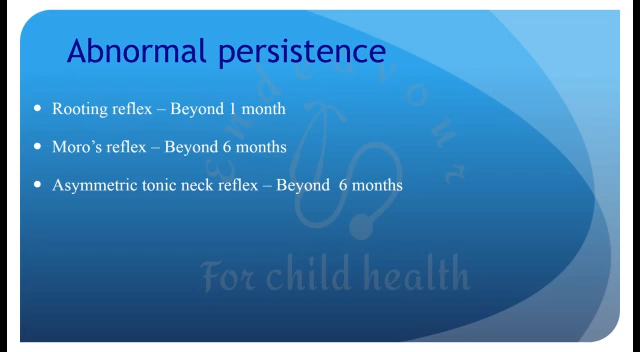 Abnormal persistence
• Rooting reflex – Beyond 1 month
• Moro’s reflex – Beyond 6 months
• Asymmetric tonic neck reflex – Beyond  6 months
Endeavour
For child health